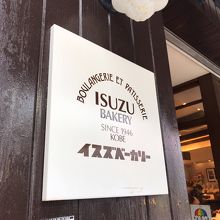 BOULANGERIE ET PATISSERIE
ISUZU
BAKERY
SINCE 1946
KOBE
イスズベーカリー